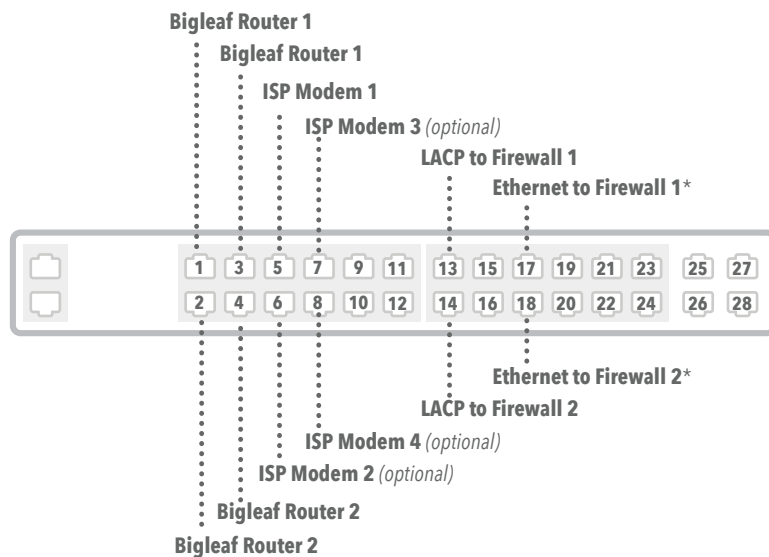 Bigleaf Router 1
Bigleaf Router 1
ISP Modem 1
ISP Modem 3 (optional)
LACP to Firewall 1
Ethernet to Firewall 1*
1 3 5 7 9 11 13 15 17 19 21 23 25 27
2 4 6 8 10 12 14 16 18 20 22 24 26 28
Ethernet to Firewall 2*
LACP to Firewall 2
ISP Modem 4 (optional)
ISP Modem 2 (optional)
Bigleaf Router 2
Bigleaf Router 2